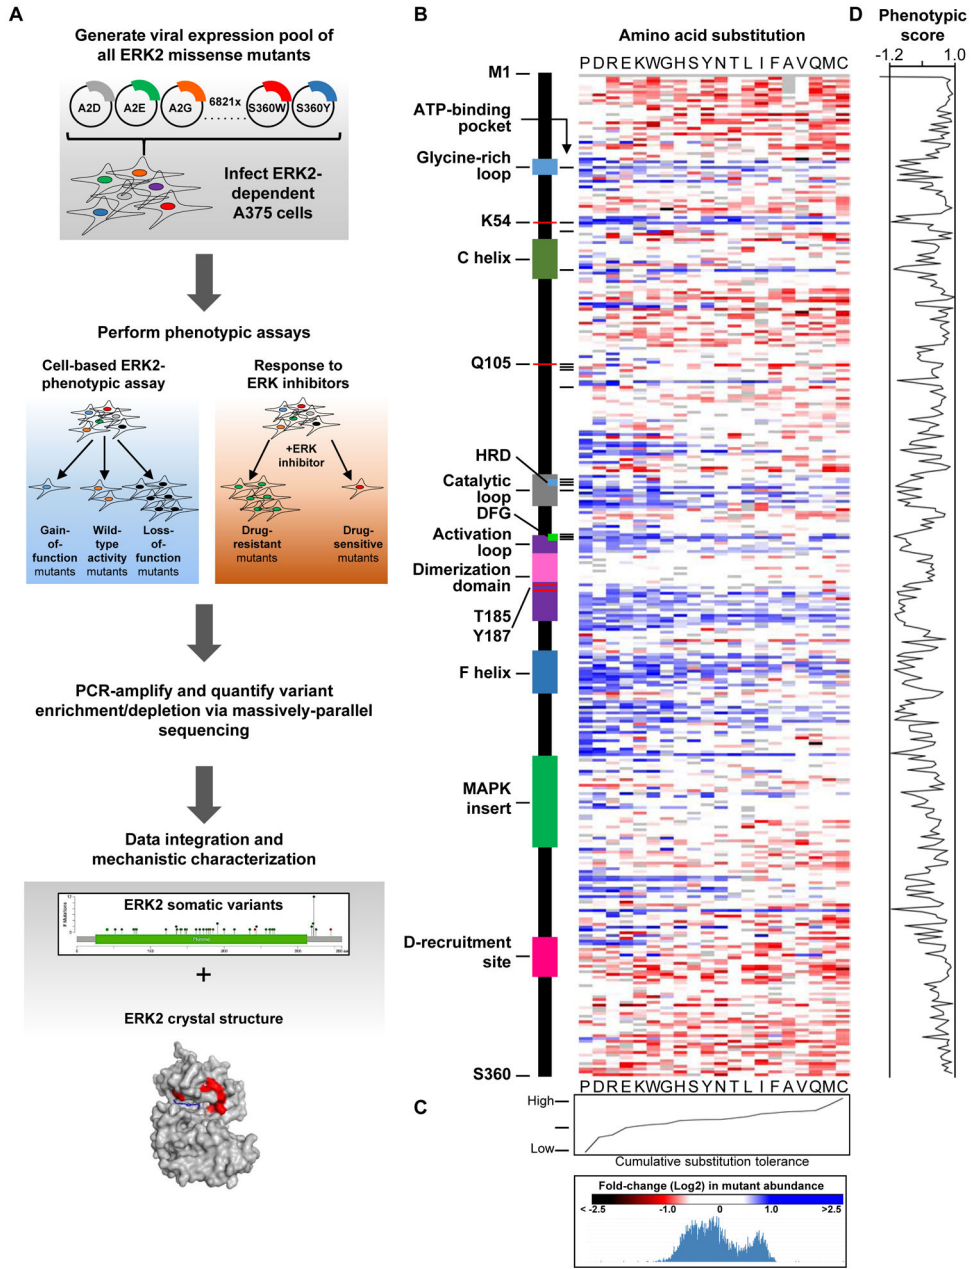 A
Generate viral expression pool of
all ERK2 missense mutants
A2D
A2E
A2G
6821x
. . . . . . .
S360W
S360Y
Infect ERK2-
dependent
A375 cells
Perform phenotypic assays
Cell-based ERK2-
phenotypic assay
Response to
ERK inhibitors
+ERK
inhibitor
Gain-
of-
function
mutants
Wild-
type
activity
mutants
Loss-
of-
function
mutants
Drug-
resistant
mutants
Drug-
sensitive
mutants
PCR-amplify and quantify variant
enrichment/depletion via massively-parallel
sequencing
Data integration and
mechanistic characterization
ERK2 somatic variants
# Mutations
0
+
ERK2 crystal structure
B
Amino acid substitution
P D R E K W G H S Y N T L I F A V Q M C
M1
ATP-binding
pocket
Glycine-rich
loop
K54
C helix
Q105
HRD
Catalytic
loop
DFG
Activation
loop
Dimerization
domain
T185
Y187
F helix
MAPK
insert
D-recruitment
site
S360
P D R E K W G H S Y N T L I F A V Q M C
C
High
Low
Cumulative substitution tolerance
Fold-change (Log2) in mutant abundance
< -2.5 -1.0 0 1.0 >2.5
D
Phenotypic
score
-1.2 1.0